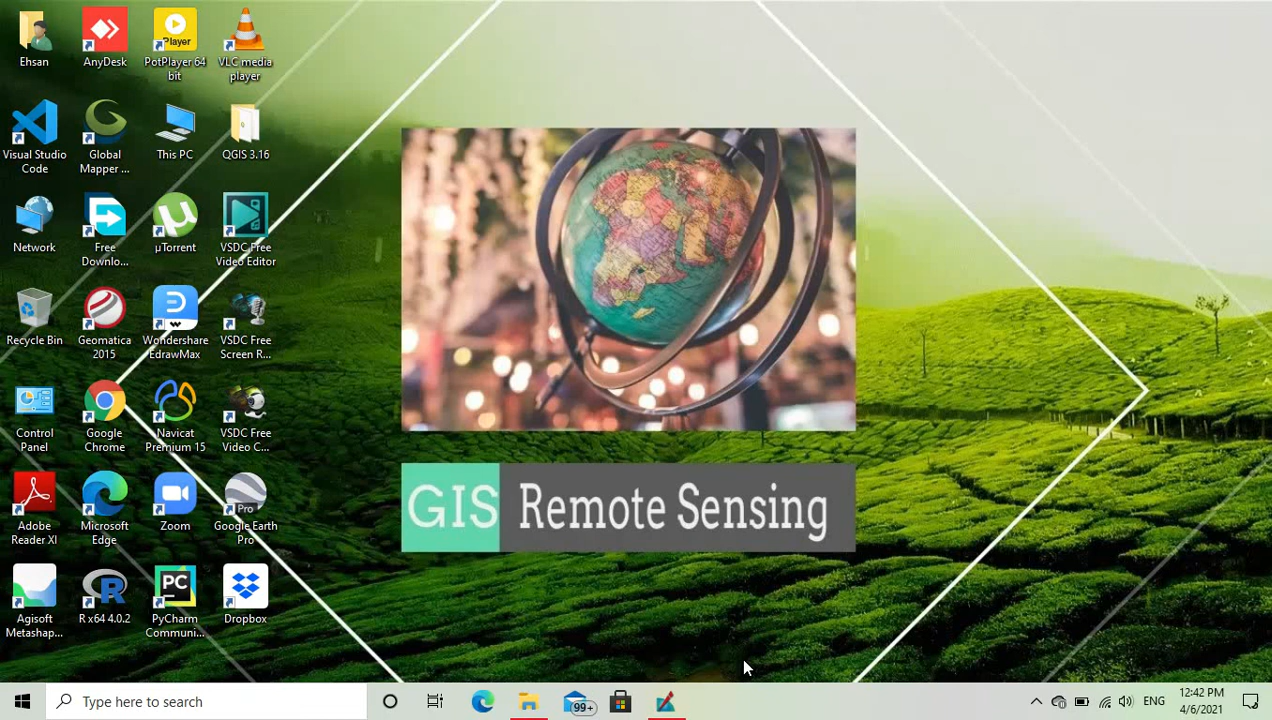 Ehsan
AnyDesk
PotPlayer 64
bit
VLC media
player
Visual Studio
Code
Global
Mapper ...
This PC
QGIS 3.16
Network
Free
Downlo...
µTorrent
VSDC Free
Video Editor
Recycle Bin
Geomatica
2015
Wondershare
EdrawMax
VSDC Free
Screen R...
Control
Panel
Google
Chrome
Navicat
Premium 15
VSDC Free
Video C...
Adobe
Reader XI
Microsoft
Edge
Zoom
Google Earth
Pro
Agisoft
Metashap...
R x64 4.0.2
PyCharm
Communi...
Dropbox
Player
Pro
PC
GIS Remote Sensing
Type here to search
99+
ENG
12:42 PM
4/6/2021